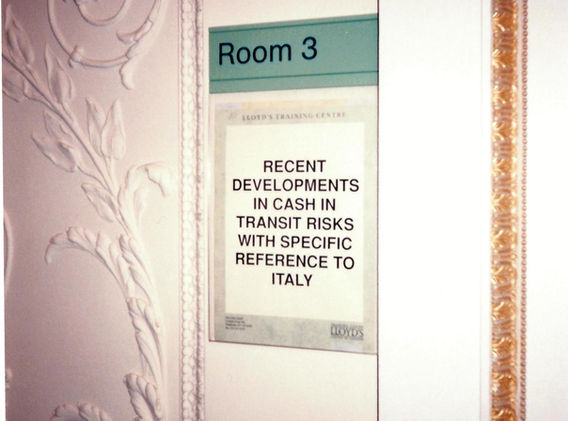 Room 3
LLOYD'S TRAINING CENTRE
RECENT
DEVELOPMENTS
IN CASH IN
TRANSIT RISKS
WITH SPECIFIC
REFERENCE TO
ITALY
LLOYD'S